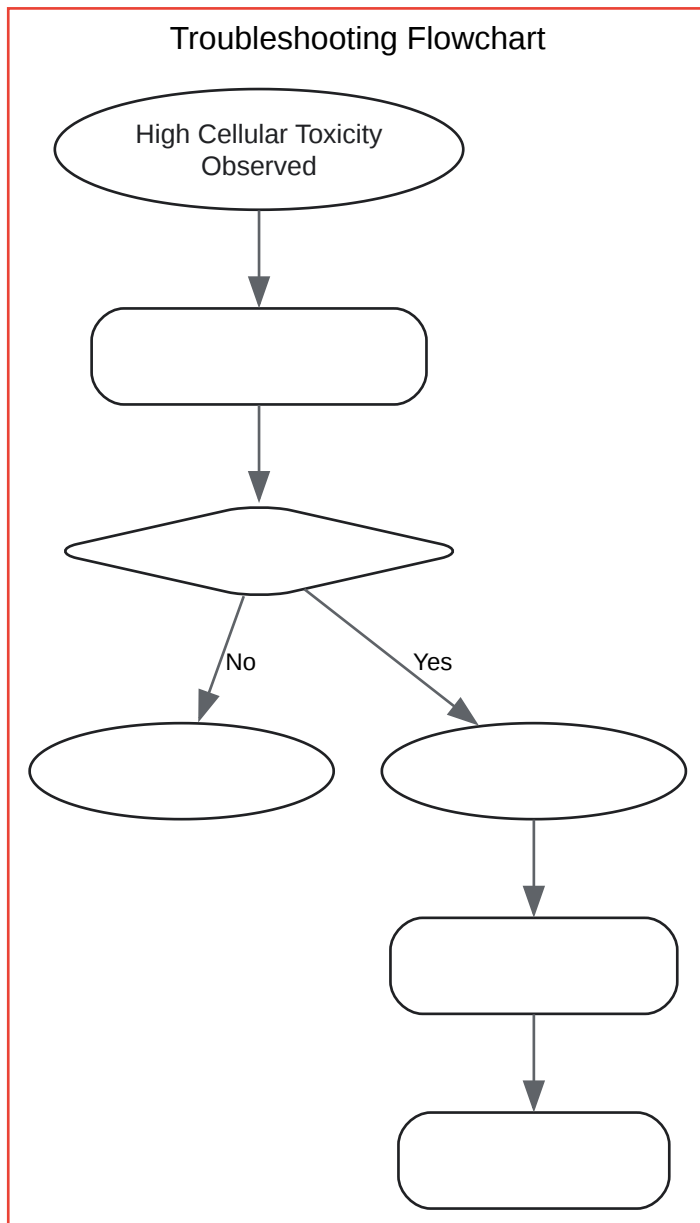 Troubleshooting Flowchart
High Cellular Toxicity
Observed
No
Yes